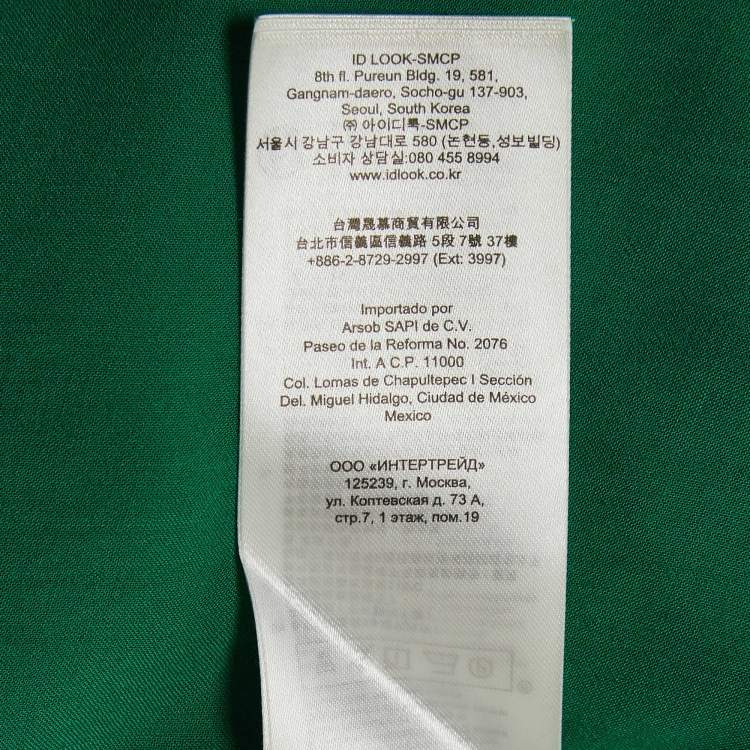 ID LOOK-SMCP
8th fl. Pureun Bldg. 19, 581,
Gangnam-daero, Socho-gu 137-903,
Seoul, South Korea
㈜ 아이디룩-SMCP
서울시 강남구 강남대로 580 (논현동,성보빌딩)
소비자 상담실:080 455 8994
www.idlook.co.kr
台灣晟慕商貿有限公司
台北市信義區信義路 5段 7號 37樓
+886-2-8729-2997 (Ext: 3997)
Importado por
Arsob SAPI de C.V.
Paseo de la Reforma No. 2076
Int. A C.P. 11000
Col. Lomas de Chapultepec I Sección
Del. Miguel Hidalgo, Ciudad de México
Mexico
ООО «ИНТЕРТРЕЙД»
125239, г. Москва,
ул. Коптевская д. 73 А,
стр.7, 1 этаж, пом.19